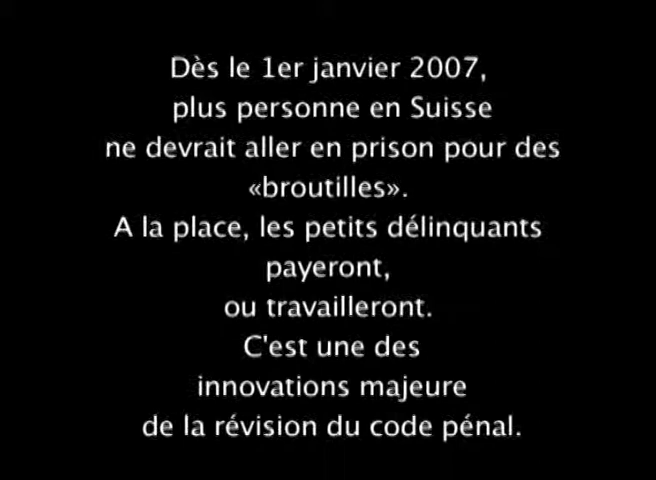 Dès le 1er janvier 2007,
plus personne en Suisse
ne devrait aller en prison pour des
«broutilles».
A la place, les petits délinquants
payeront,
ou travailleront.
C'est une des
innovations majeure
de la révision du code pénal.